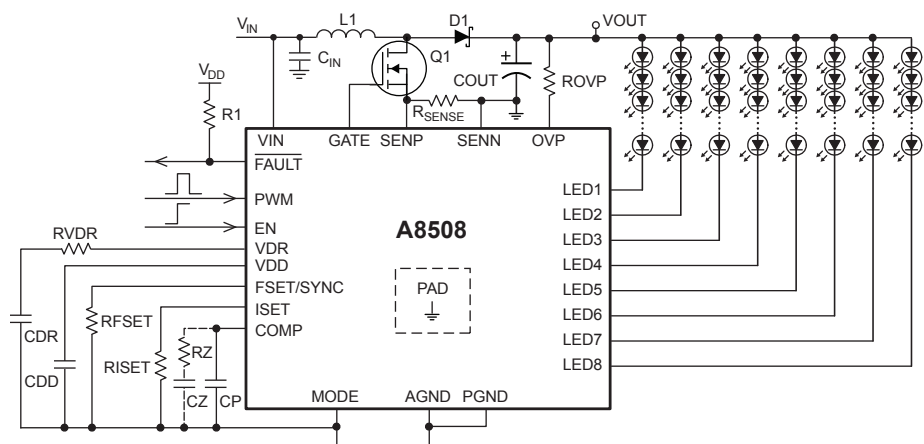 VIN
L1
D1
VOUT
CIN
Q1
+
COUT
ROVP
VDD
R1
RSENSE
VIN
GATE
SENP
SENN
OVP
FAULT
PWM
EN
VDR
VDD
FSET/SYNC
ISET
COMP
A8508
PAD
LED1
LED2
LED3
LED4
LED5
LED6
LED7
LED8
RVDR
CDR
CDD
RFSET
RISET
RZ
CZ
CP
MODE
AGND
PGND